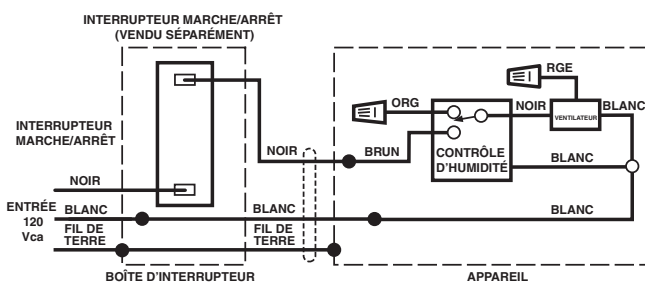 INTERRUPTEUR MARCHE/ARRÊT
(VENDU SÉPARÉMENT)
RGE
ORG
NOIR
VENTILATEUR
BLANC
INTERRUPTEUR
MARCHE/ARRÊT
NOIR
BRUN
CONTRÔLE
D'HUMIDITÉ
BLANC
NOIR
ENTRÉE
120
Vca
BLANC
BLANC
BLANC
FIL DE
TERRE
FIL DE
TERRE
BOÎTE D'INTERRUPTEUR
APPAREIL